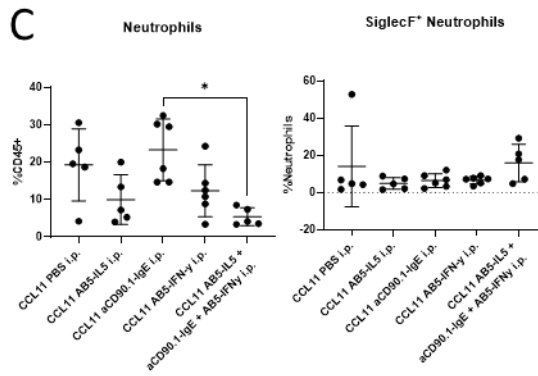 C
Neutrophils
*
%CD45+
40
30
20
10
0
CCL11 PBS i.p.
CCL11 AB5-IL5 i.p.
CCL11 aCD90.1-IgE i.p.
CCL11 AB5-IFN-y i.p.
CCL11 AB5-IL5 +
aCD90.1-IgE + AB5-IFNy i.p.
SiglecF+ Neutrophils
%Neutrophils
60
40
20
0
-20
CCL11 PBS i.p.
CCL11 AB5-IL5 i.p.
CCL11 aCD90.1-IgE i.p.
CCL11 AB5-IFN-y i.p.
CCL11 AB5-IL5 +
aCD90.1-IgE + AB5-IFNy i.p.